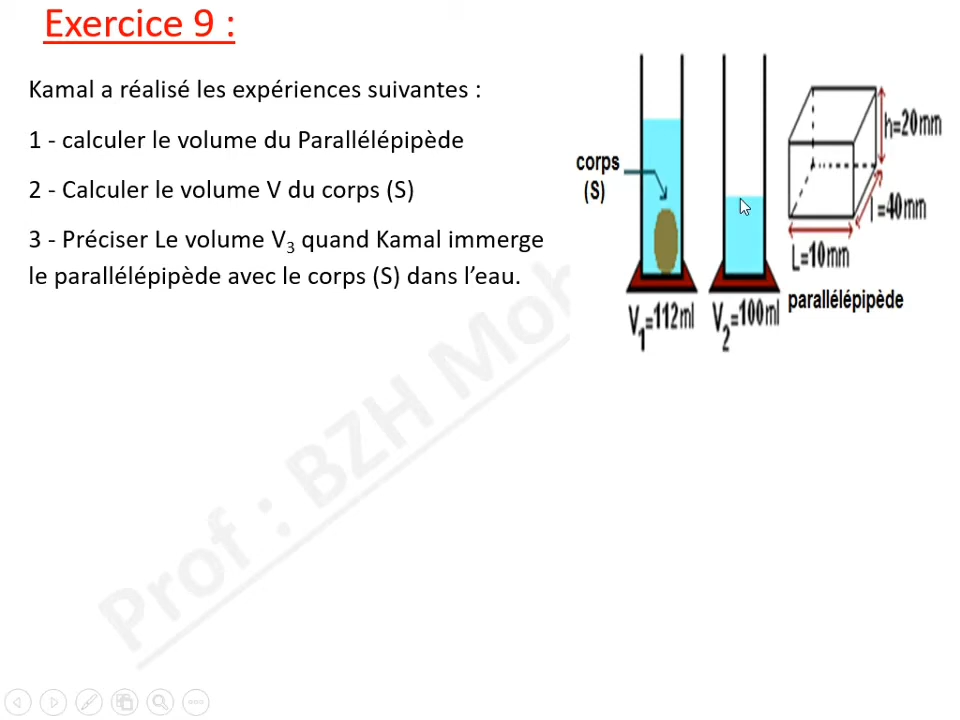 Exercice 9 :
Kamal a réalisé les expériences suivantes :
1 - calculer le volume du Parallélépipède
2 - Calculer le volume V du corps (S)
3 - Préciser Le volume V3 quand Kamal immerge
le parallélépipède avec le corps (S) dans l'eau.
corps
(S)
V1=112ml
V2=100ml
h=20mm
l=40mm
L=10mm
parallélépipède
Prof : BZH Moh